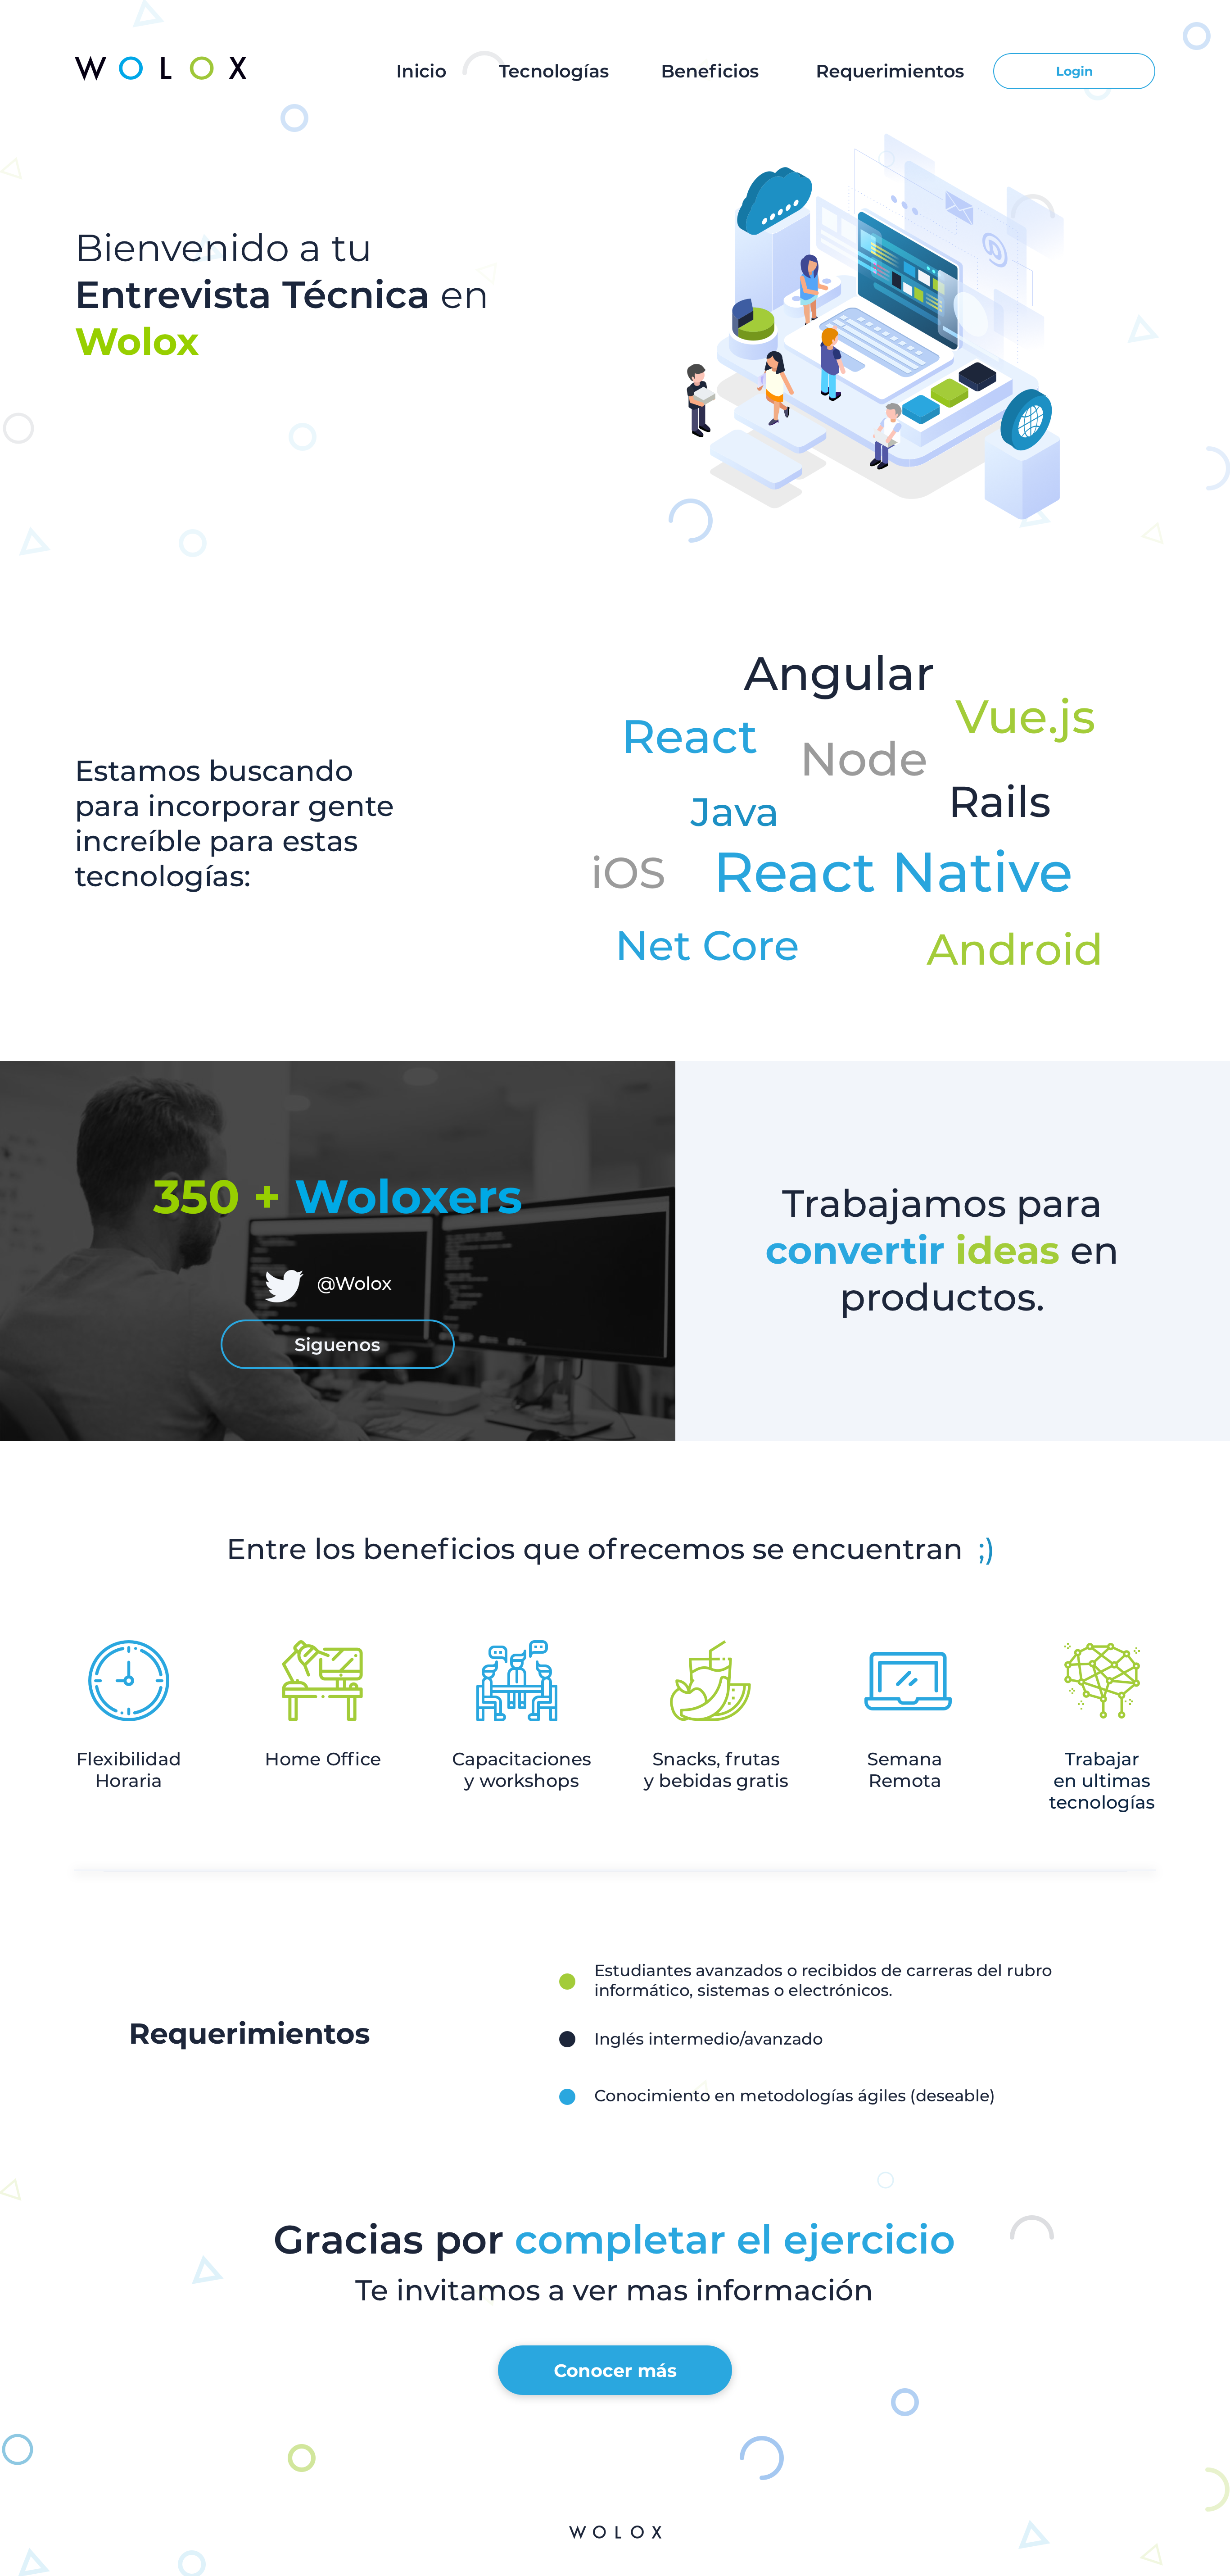 WOLOX
Inicio
Tecnologías
Beneficios
Requerimientos
Login
Bienvenido a tu
Entrevista Técnica en
Wolox
Estamos buscando
para incorporar gente
increíble para estas
tecnologías:
Angular
Vue.js
React
Node
Rails
Java
iOS
React Native
Net Core
Android
350 + Woloxers
@Wolox
Siguenos
Trabajamos para
convertir ideas en
productos.
Entre los beneficios que ofrecemos se encuentran ;)
Flexibilidad
Horaria
Home Office
Capacitaciones
y workshops
Snacks, frutas
y bebidas gratis
Semana
Remota
Trabajar
en ultimas
tecnologías
Requerimientos
Estudiantes avanzados o recibidos de carreras del rubro
informático, sistemas o electrónicos.
Inglés intermedio/avanzado
Conocimiento en metodologías ágiles (deseable)
Gracias por completar el ejercicio
Te invitamos a ver mas información
Conocer más
WOLOX